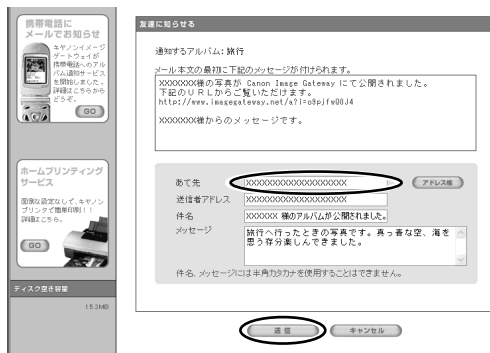 携帯電話に
メールでお知らせ
キヤノンイメージ
ゲートウェイが
携帯電話へのアル
バム通知サービス
を開始しました。
詳細はこちらから
どうぞ。
GO
ホームプリンティング
サービス
面倒な設定なしで、キヤノン
プリンタで簡単印刷！！
詳細はこちら。
GO
ディスク空き容量
15.3MB
友達に知らせる
通知するアルバム: 旅行
メール本文の最初に下記のメッセージが付けられます。
XXXXXXX様の写真が Canon Image Gateway にて公開されました。
下記のＵＲＬからご覧いただけます。
http://www.imagegateway.net/a?i=o9pjfwQ0J4
XXXXXXX様からのメッセージです。
あて先 XXXXXXXXXXXXXXXXXXX アドレス帳
送信者アドレス XXXXXXXXXXXXXXXXXXX
件名 XXXXXX 様のアルバムが公開されました。
メッセージ 旅行へ行ったときの写真です。真っ青な空、海を
思う存分楽しんできました。
件名、メッセージには半角カタカナを使用することはできません。
送信 キャンセル